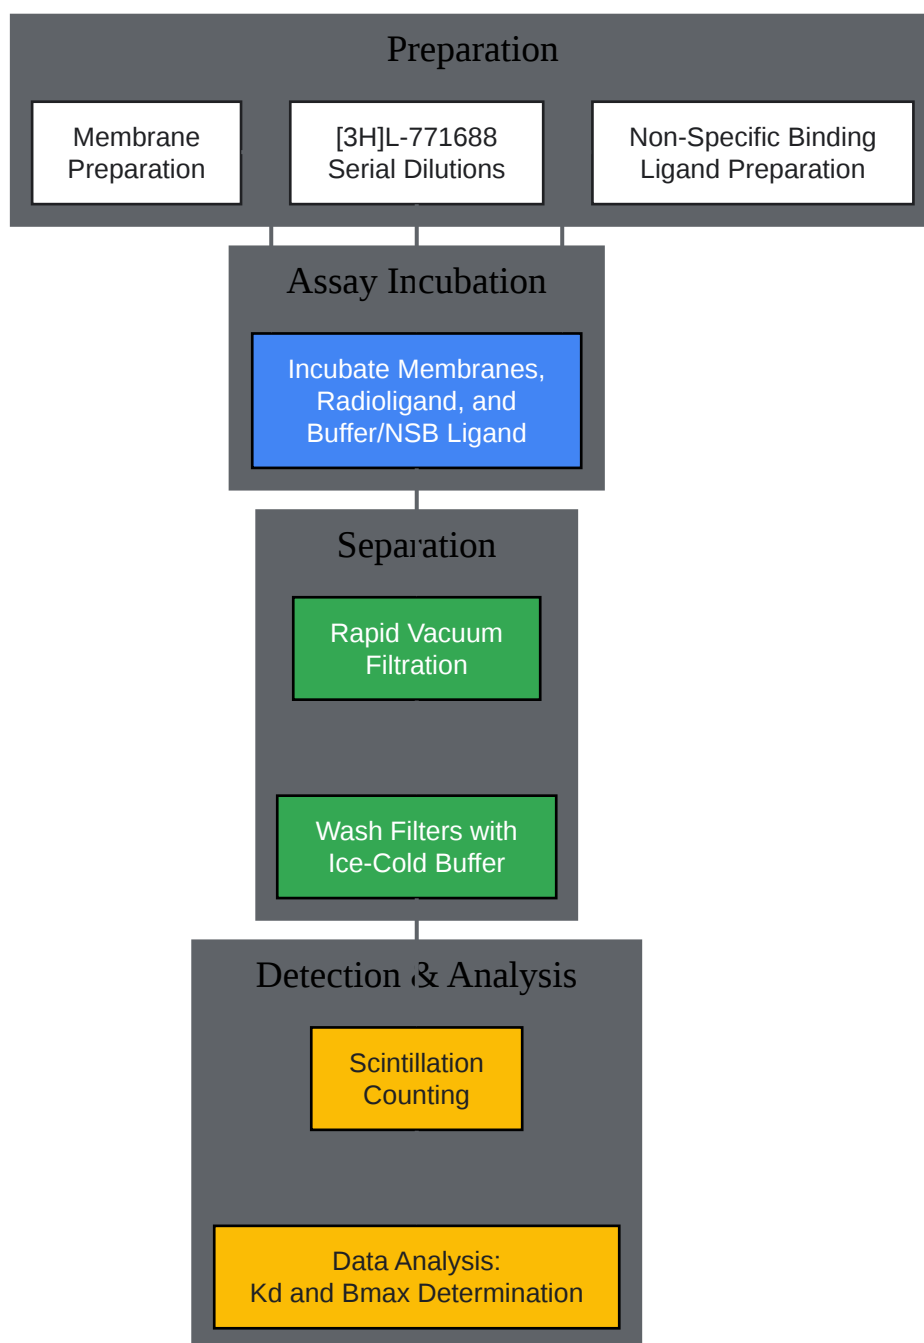 Preparation
Membrane
Preparation
[3H]L-771688
Serial Dilutions
Non-Specific Binding
Ligand Preparation
Assay Incubation
Incubate Membranes,
Radioligand, and
Buffer/NSB Ligand
Separation
Rapid Vacuum
Filtration
Wash Filters with
Ice-Cold Buffer
Detection & Analysis
Scintillation
Counting
Data Analysis:
Kd and Bmax Determination